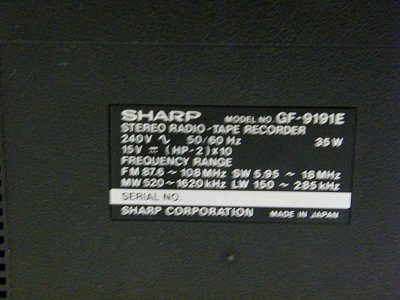 SHARP MODEL NO. GF-9191E
STEREO RADIO-TAPE RECORDER
240V ∿ 50/60 Hz 35W
15V ⎓ (HP-2)×10
FREQUENCY RANGE
FM 87.6 ~ 108 MHz SW 5.95 ~ 18 MHz
MW 520 ~ 1620 kHz LW 150 ~ 285 kHz
SERIAL NO.
SHARP CORPORATION MADE IN JAPAN